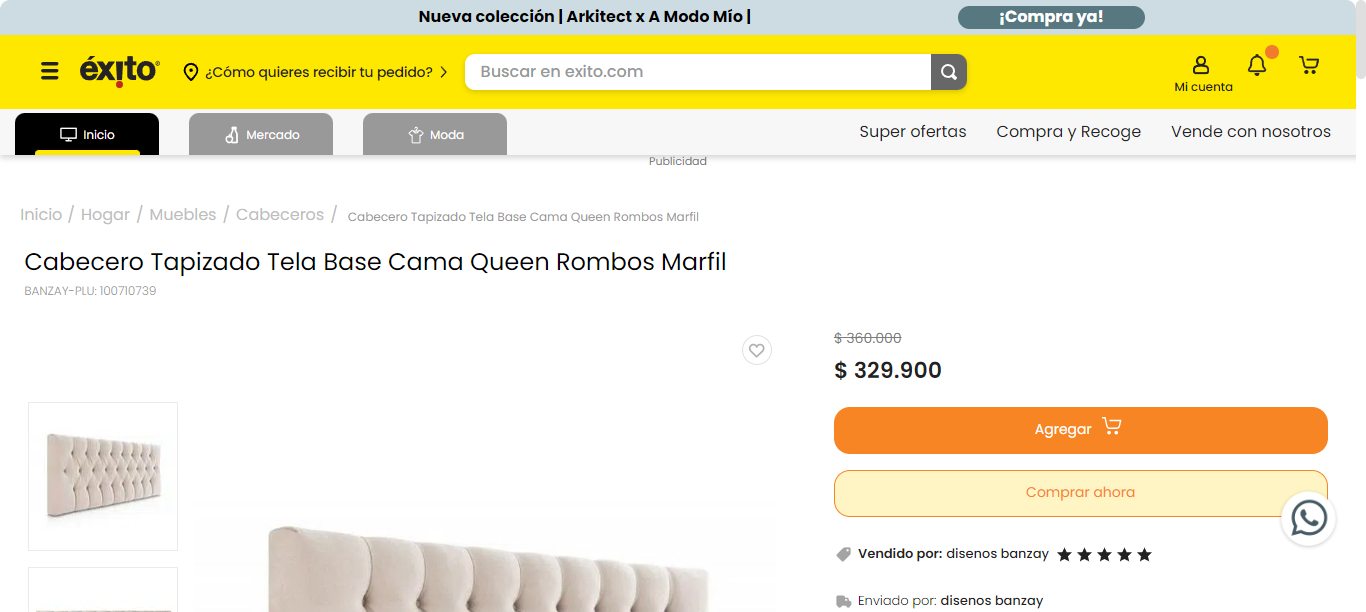 Nueva colección | Arkitect x A Modo Mío |
¡Compra ya!
éxito
¿Cómo quieres recibir tu pedido?
Buscar en exito.com
Mi cuenta
Inicio
Mercado
Moda
Super ofertas
Compra y Recoge
Vende con nosotros
Publicidad
Inicio / Hogar / Muebles / Cabeceros / Cabecero Tapizado Tela Base Cama Queen Rombos Marfil
Cabecero Tapizado Tela Base Cama Queen Rombos Marfil
BANZAY-PLU: 100710739
$ 360.000
$ 329.900
Agregar
Comprar ahora
Vendido por: disenos banzay
Enviado por: disenos banzay